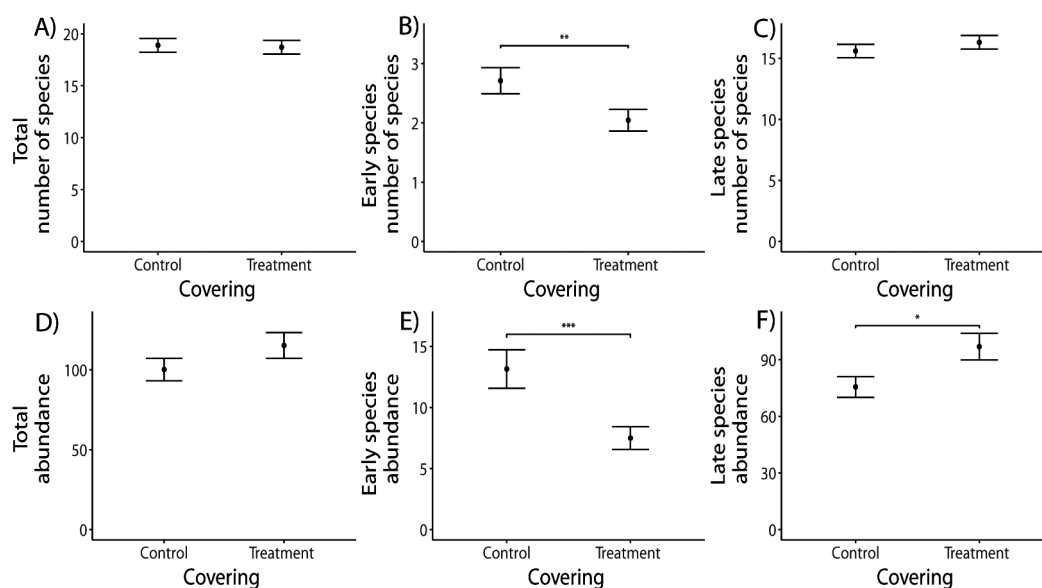 A)
Total
number of species
20
15
10
5
0
Control
Treatment
Covering
B)
Early species
number of species
**
3
2
1
0
Control
Treatment
Covering
C)
Late species
number of species
15
10
5
0
Control
Treatment
Covering
D)
Total
abundance
100
50
0
Control
Treatment
Covering
E)
Early species
abundance
***
15
10
5
0
Control
Treatment
Covering
F)
Late species
abundance
*
90
60
30
0
Control
Treatment
Covering